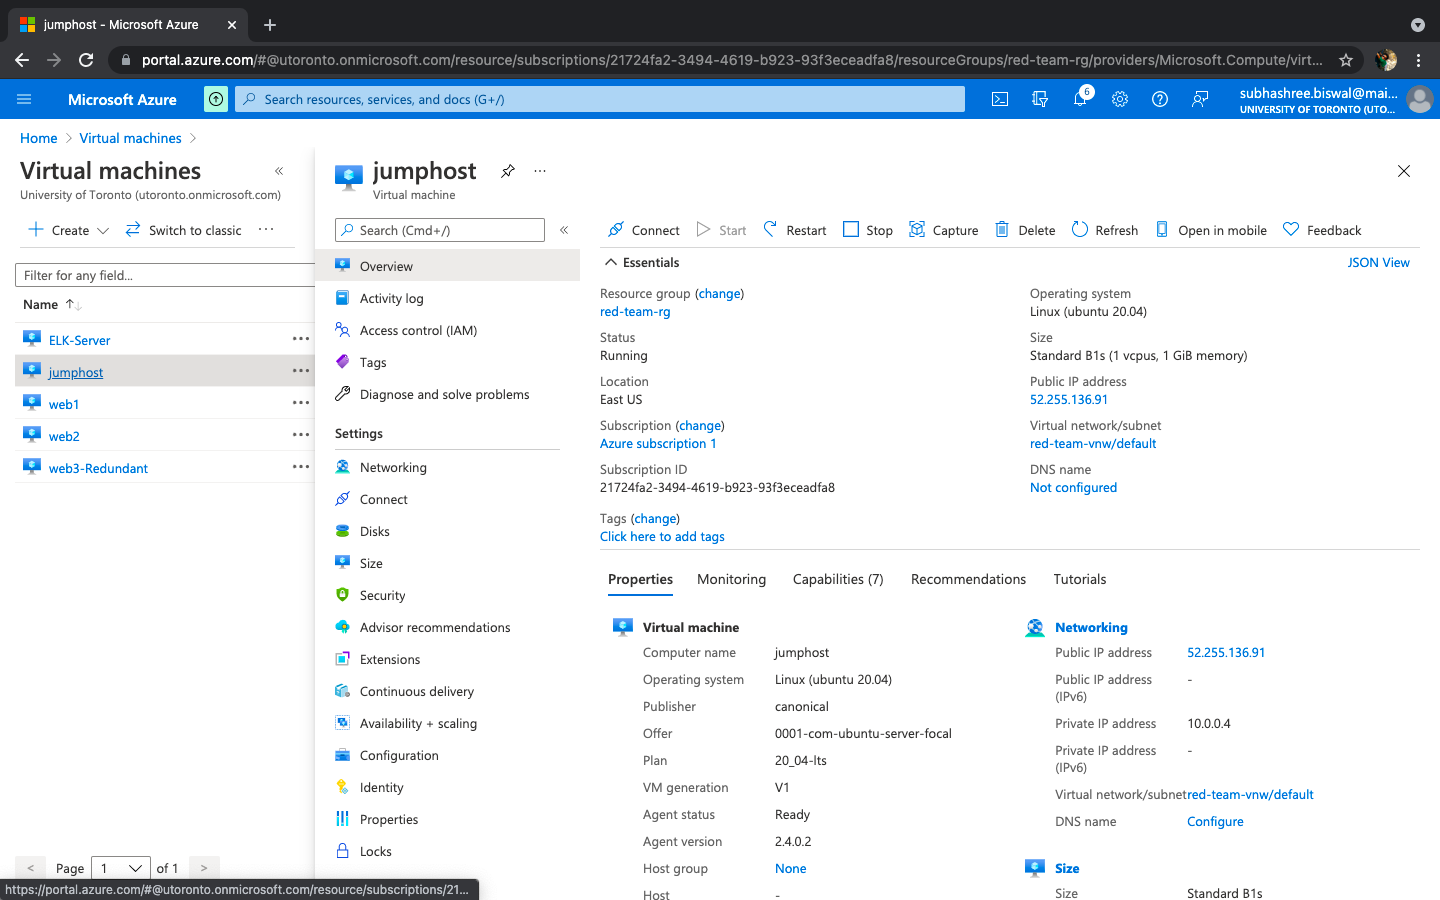 jumphost - Microsoft Azure
portal.azure.com/#@utoronto.onmicrosoft.com/resource/subscriptions/21724fa2-3494-4619-b923-93f3eceadfa8/resourceGroups/red-team-rg/providers/Microsoft.Compute/virt...
Microsoft Azure
Search resources, services, and docs (G+/)
6
subhashree.biswal@mai...
UNIVERSITY OF TORONTO (UTO...
Home > Virtual machines >
Virtual machines
University of Toronto (utoronto.onmicrosoft.com)
Create
Switch to classic
Filter for any field...
Name
ELK-Server
jumphost
web1
web2
web3-Redundant
< Page 1 of 1 >
https://portal.azure.com/#@utoronto.onmicrosoft.com/resource/subscriptions/21...
jumphost
Virtual machine
Search (Cmd+/)
Overview
Activity log
Access control (IAM)
Tags
Diagnose and solve problems
Settings
Networking
Connect
Disks
Size
Security
Advisor recommendations
Extensions
Continuous delivery
Availability + scaling
Configuration
Identity
Properties
Locks
Connect Start Restart Stop Capture Delete Refresh Open in mobile Feedback
Essentials
JSON View
Resource group (change)
red-team-rg
Status
Running
Location
East US
Subscription (change)
Azure subscription 1
Subscription ID
21724fa2-3494-4619-b923-93f3eceadfa8
Tags (change)
Click here to add tags
Operating system
Linux (ubuntu 20.04)
Size
Standard B1s (1 vcpus, 1 GiB memory)
Public IP address
52.255.136.91
Virtual network/subnet
red-team-vnw/default
DNS name
Not configured
Properties Monitoring Capabilities (7) Recommendations Tutorials
Virtual machine
Computer name jumphost
Operating system Linux (ubuntu 20.04)
Publisher canonical
Offer 0001-com-ubuntu-server-focal
Plan 20_04-lts
VM generation V1
Agent status Ready
Agent version 2.4.0.2
Host group None
Host -
Networking
Public IP address 52.255.136.91
Public IP address
(IPv6) -
Private IP address 10.0.0.4
Private IP address
(IPv6) -
Virtual network/subnet red-team-vnw/default
DNS name Configure
Size
Size Standard B1s